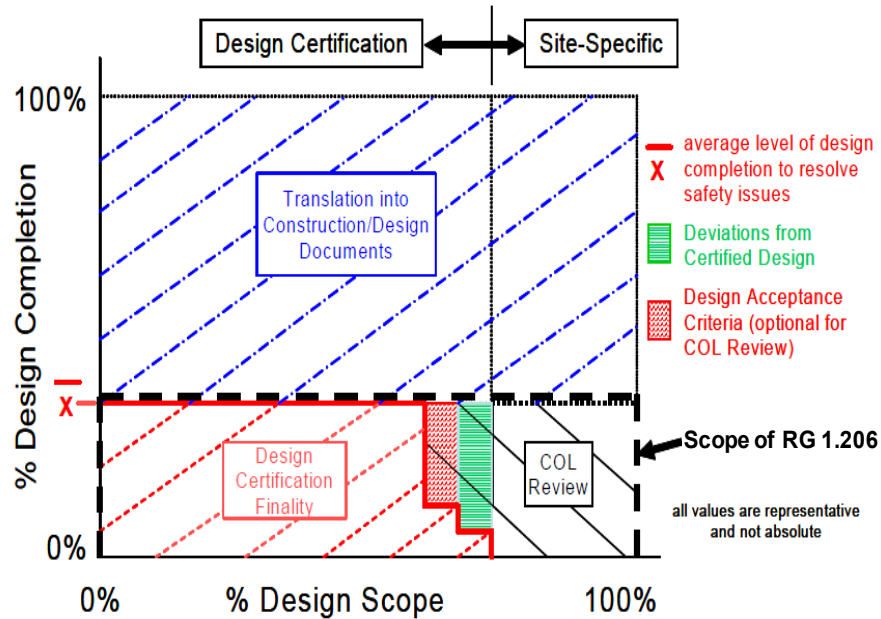 Design Certification
Site-Specific
100%
% Design Completion
Translation into
Construction/Design
Documents
average level of design
X
completion to resolve
safety issues
Deviations from
Certified Design
Design Acceptance
Criteria (optional for
COL Review)
X
Design
Certification
Finality
COL
Review
Scope of RG 1.206
all values are representative
and not absolute
0%
0%
% Design Scope
100%